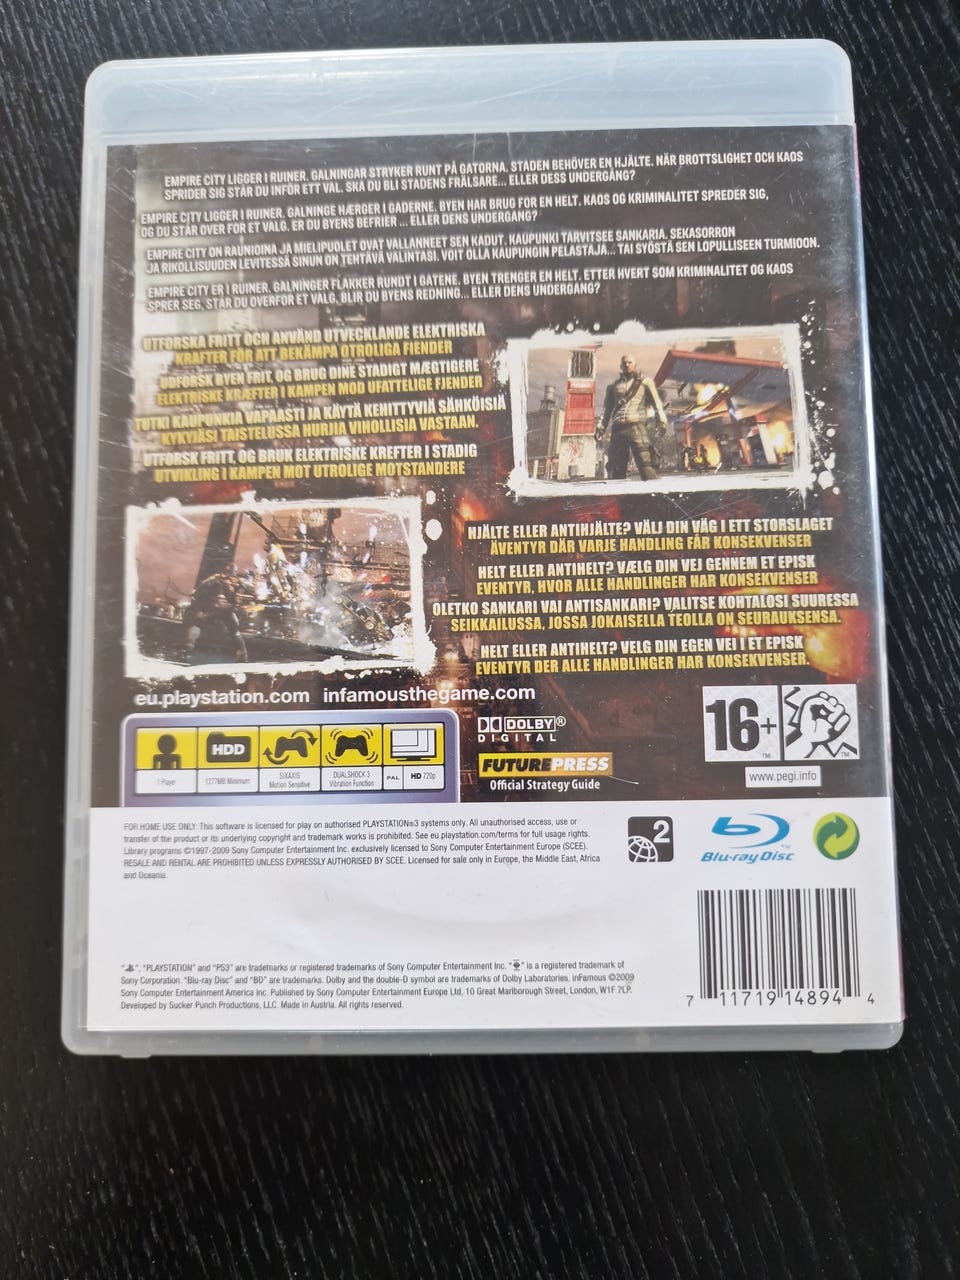 EMPIRE CITY LIGGER I RUINER. GALNINGAR STRYKER RUNT PÅ GATORNA. STADEN BEHÖVER EN HJÄLTE. NÄR BROTTSLIGHET OCH KAOS
SPRIDER SIG STÅR DU INFÖR ETT VAL. SKA DU BLI STADENS FRÄLSARE... ELLER DESS UNDERGÅNG?
EMPIRE CITY LIGGER I RUINER. GALNINGE HÆRGER I GADERNE. BYEN HAR BRUG FOR EN HELT. KAOS OG KRIMINALITET SPREDER SIG,
OG DU STÅR OVER FOR ET VALG. ER DU BYENS BEFRIER ... ELLER DENS UNDERGANG?
EMPIRE CITY ON RAUNIOINA JA MIELIPUOLET OVAT VALLANNEET SEN KADUT. KAUPUNKI TARVITSEE SANKARIA. SEKASORRON
JA RIKOLLISUUDEN LEVITESSÄ SINUN ON TEHTÄVÄ VALINTASI. VOIT OLLA KAUPUNGIN PELASTAJA... TAI SYÖSTÄ SEN LOPULLISEEN TURMIOON.
EMPIRE CITY ER I RUINER. GALNINGER FLAKKER RUNDT I GATENE. BYEN TRENGER EN HELT. ETTER HVERT SOM KRIMINALITET OG KAOS
SPRER SEG, STÅR DU OVERFOR ET VALG. BLIR DU BYENS REDNING... ELLER DENS UNDERGANG?
UTFORSKA FRITT OCH ANVÄND UTVECKLANDE ELEKTRISKA
KRAFTER FÖR ATT BEKÄMPA OTROLIGA FIENDER
UDFORSK BYEN FRIT, OG BRUG DINE STADIGT MÆGTIGERE
ELEKTRISKE KRÆFTER I KAMPEN MOD UFATTELIGE FJENDER
TUTKI KAUPUNKIA VAPAASTI JA KÄYTÄ KEHITTYVIÄ SÄHKÖISIÄ
KYKYJÄSI TAISTELUSSA HURJIA VIHOLLISIA VASTAAN.
UTFORSK FRITT, OG BRUK ELEKTRISKE KREFTER I STADIG
UTVIKLING I KAMPEN MOT UTROLIGE MOTSTANDERE
HJÄLTE ELLER ANTIHJÄLTE? VÄLJ DIN VÄG I ETT STORSLAGET
ÄVENTYR DÄR VARJE HANDLING FÅR KONSEKVENSER
HELT ELLER ANTIHELT? VÆLG DIN VEJ GENNEM ET EPISK
EVENTYR, HVOR ALLE HANDLINGER HAR KONSEKVENSER
OLETKO SANKARI VAI ANTISANKARI? VALITSE KOHTALOSI SUURESSA
SEIKKAILUSSA, JOSSA JOKAISELLA TEOLLA ON SEURAUKSENSA.
HELT ELLER ANTIHELT? VELG DIN EGEN VEI I ET EPISK
EVENTYR DER ALLE HANDLINGER HAR KONSEKVENSER.
eu.playstation.com infamousthegame.com
HDD
1 Player
1277MB Minimum
SIXAXIS
Motion Sensitive
DUALSHOCK 3
Vibration Function
PAL
HD 720p
DOLBY®
DIGITAL
FUTUREPRESS
Official Strategy Guide
16+
TM
TM
www.pegi.info
FOR HOME USE ONLY: This software is licensed for play on authorised PLAYSTATION®3 systems only. All unauthorised access, use or
transfer of the product or its underlying copyright and trademark works is prohibited. See eu.playstation.com/terms for full usage rights.
Library programs ©1997-2009 Sony Computer Entertainment Inc. exclusively licensed to Sony Computer Entertainment Europe (SCEE).
RESALE AND RENTAL ARE PROHIBITED UNLESS EXPRESSLY AUTHORISED BY SCEE. Licensed for sale only in Europe, the Middle East, Africa
and Oceania.
2
Blu-ray Disc
TM
" ", "PLAYSTATION" and "PS3" are trademarks or registered trademarks of Sony Computer Entertainment Inc. " " is a registered trademark of
Sony Corporation. "Blu-ray Disc" and "BD" are trademarks. Dolby and the double-D symbol are trademarks of Dolby Laboratories. inFamous ©2009
Sony Computer Entertainment America Inc. Published by Sony Computer Entertainment Europe Ltd, 10 Great Marlborough Street, London, W1F 7LP.
Developed by Sucker Punch Productions, LLC. Made in Austria. All rights reserved.
7 11719 14894 4